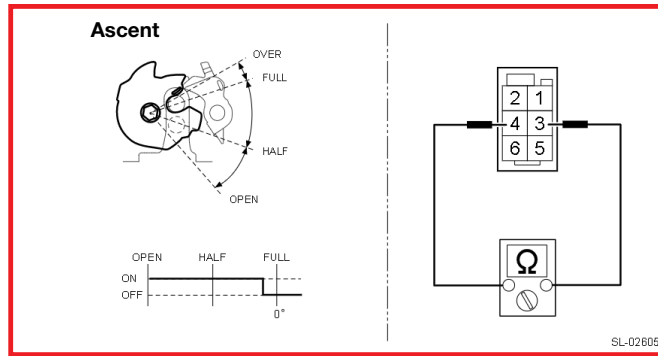 Ascent
OVER
FULL
HALF
OPEN
OPEN HALF FULL
ON
OFF
0°
2 1
4 3
6 5
Ω
SL-02605